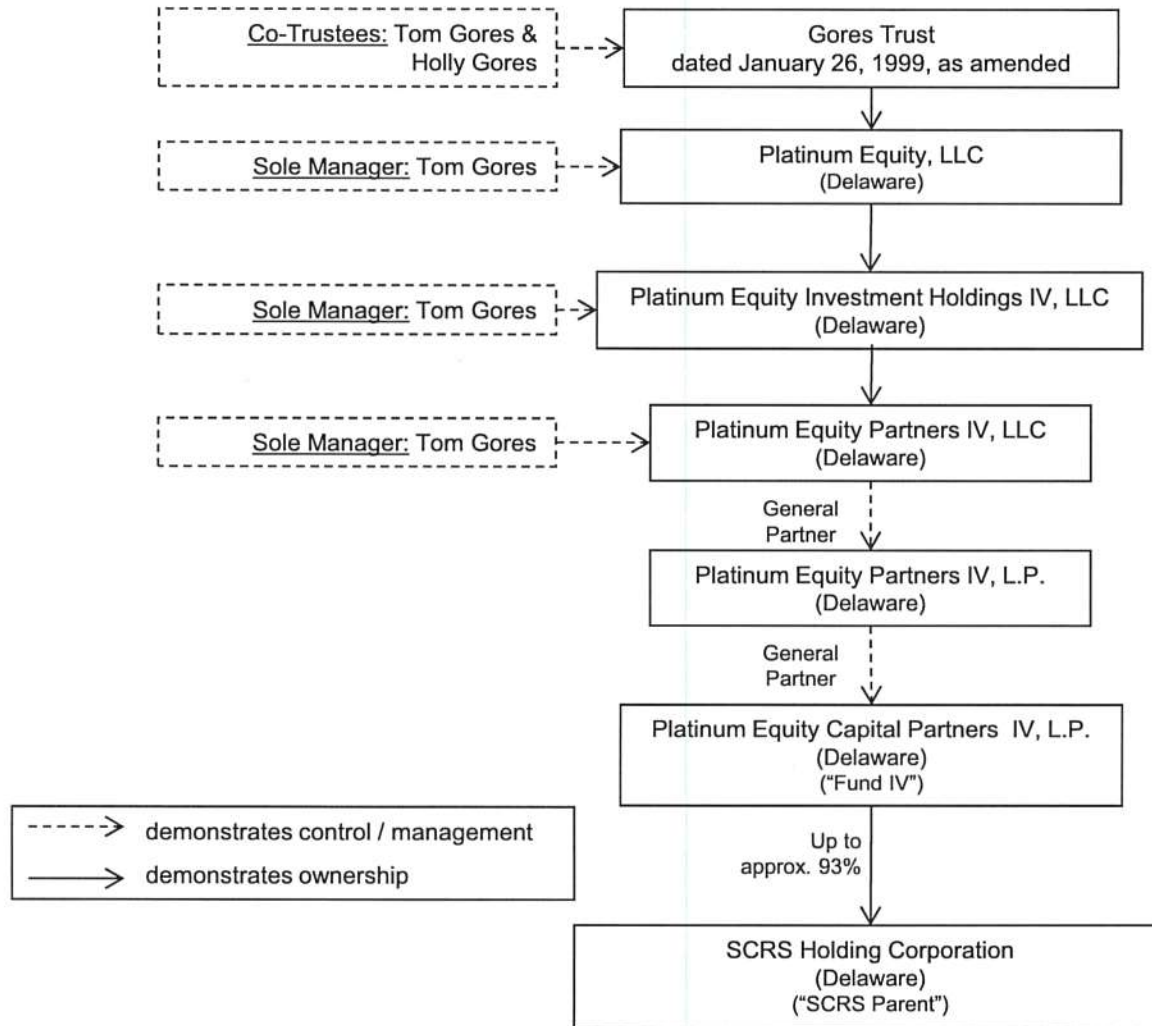 Co-Trustees: Tom Gores &
Holly Gores
Gores Trust
dated January 26, 1999, as amended
Sole Manager: Tom Gores
Platinum Equity, LLC
(Delaware)
Sole Manager: Tom Gores
Platinum Equity Investment Holdings IV, LLC
(Delaware)
Sole Manager: Tom Gores
Platinum Equity Partners IV, LLC
(Delaware)
General
Partner
Platinum Equity Partners IV, L.P.
(Delaware)
General
Partner
Platinum Equity Capital Partners IV, L.P.
(Delaware)
(“Fund IV”)
demonstrates control / management
demonstrates ownership
Up to
approx. 93%
SCRS Holding Corporation
(Delaware)
(“SCRS Parent”)